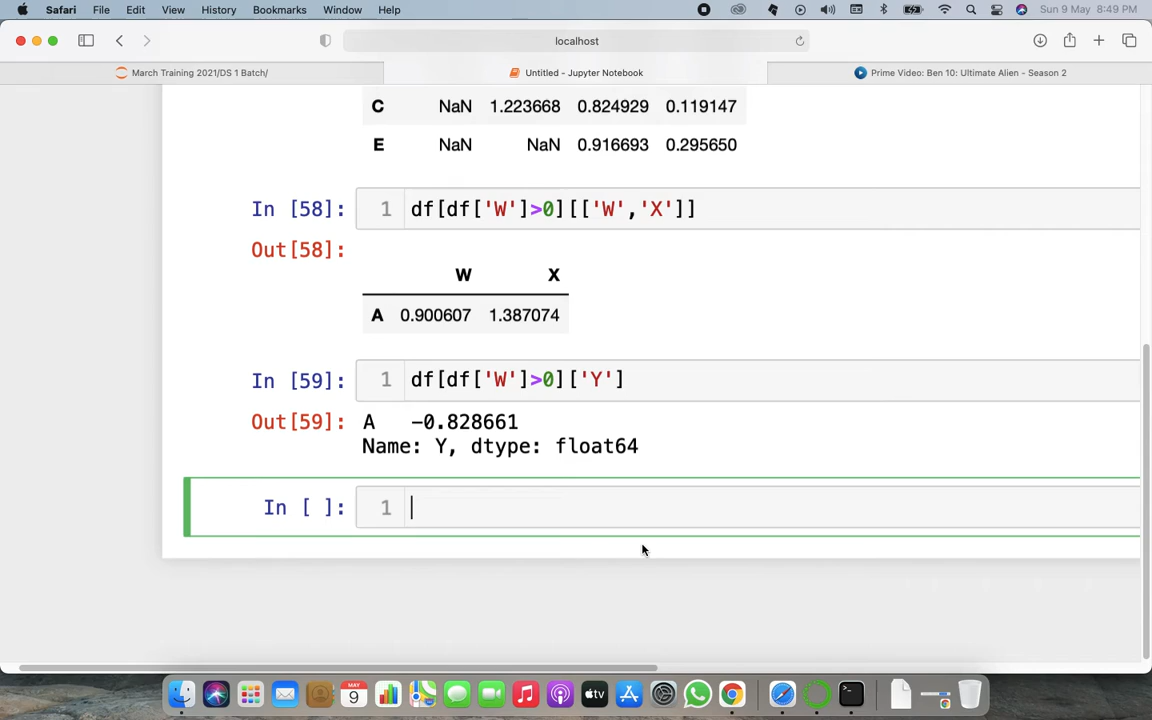 Safari File Edit View History Bookmarks Window Help Sun 9 May 8:49 PM
localhost
March Training 2021/DS 1 Batch/ Untitled - Jupyter Notebook Prime Video: Ben 10: Ultimate Alien - Season 2
C NaN 1.223668 0.824929 0.119147
E NaN NaN 0.916693 0.295650
In [58]: 1 df[df['W']>0][['W','X']]
Out[58]:
W X
A 0.900607 1.387074
In [59]: 1 df[df['W']>0]['Y']
Out[59]: A -0.828661
Name: Y, dtype: float64
In [ ]: 1
MAY
9
tv